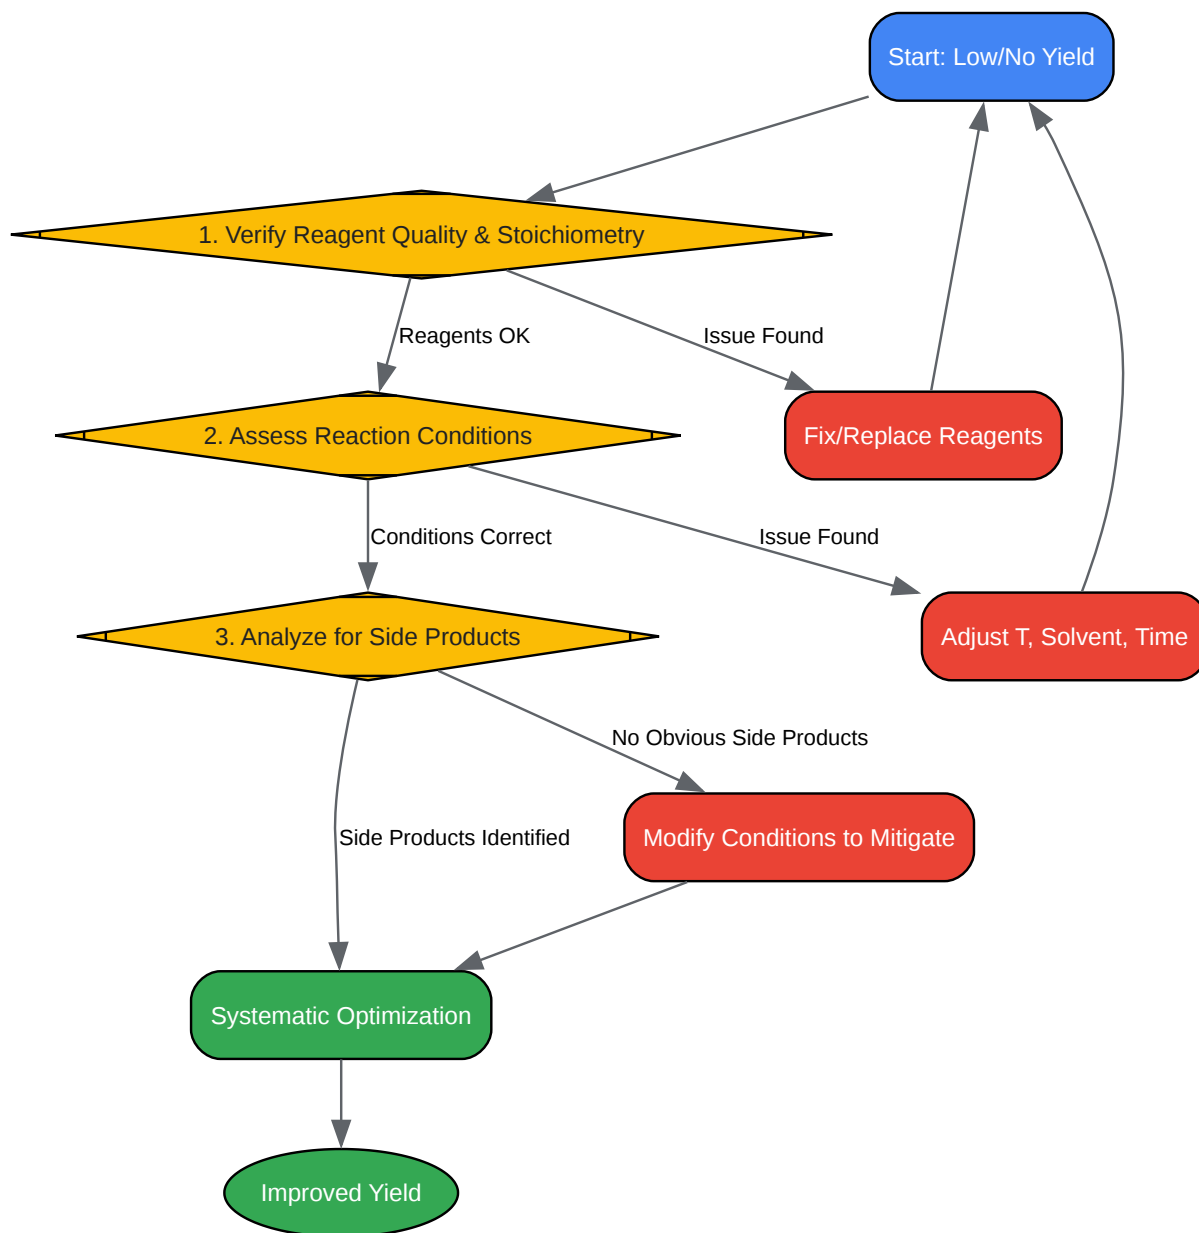 Start: Low/No Yield
1. Verify Reagent Quality & Stoichiometry
Reagents OK
Issue Found
2. Assess Reaction Conditions
Fix/Replace Reagents
Conditions Correct
Issue Found
3. Analyze for Side Products
Adjust T, Solvent, Time
No Obvious Side Products
Side Products Identified
Modify Conditions to Mitigate
Systematic Optimization
Improved Yield